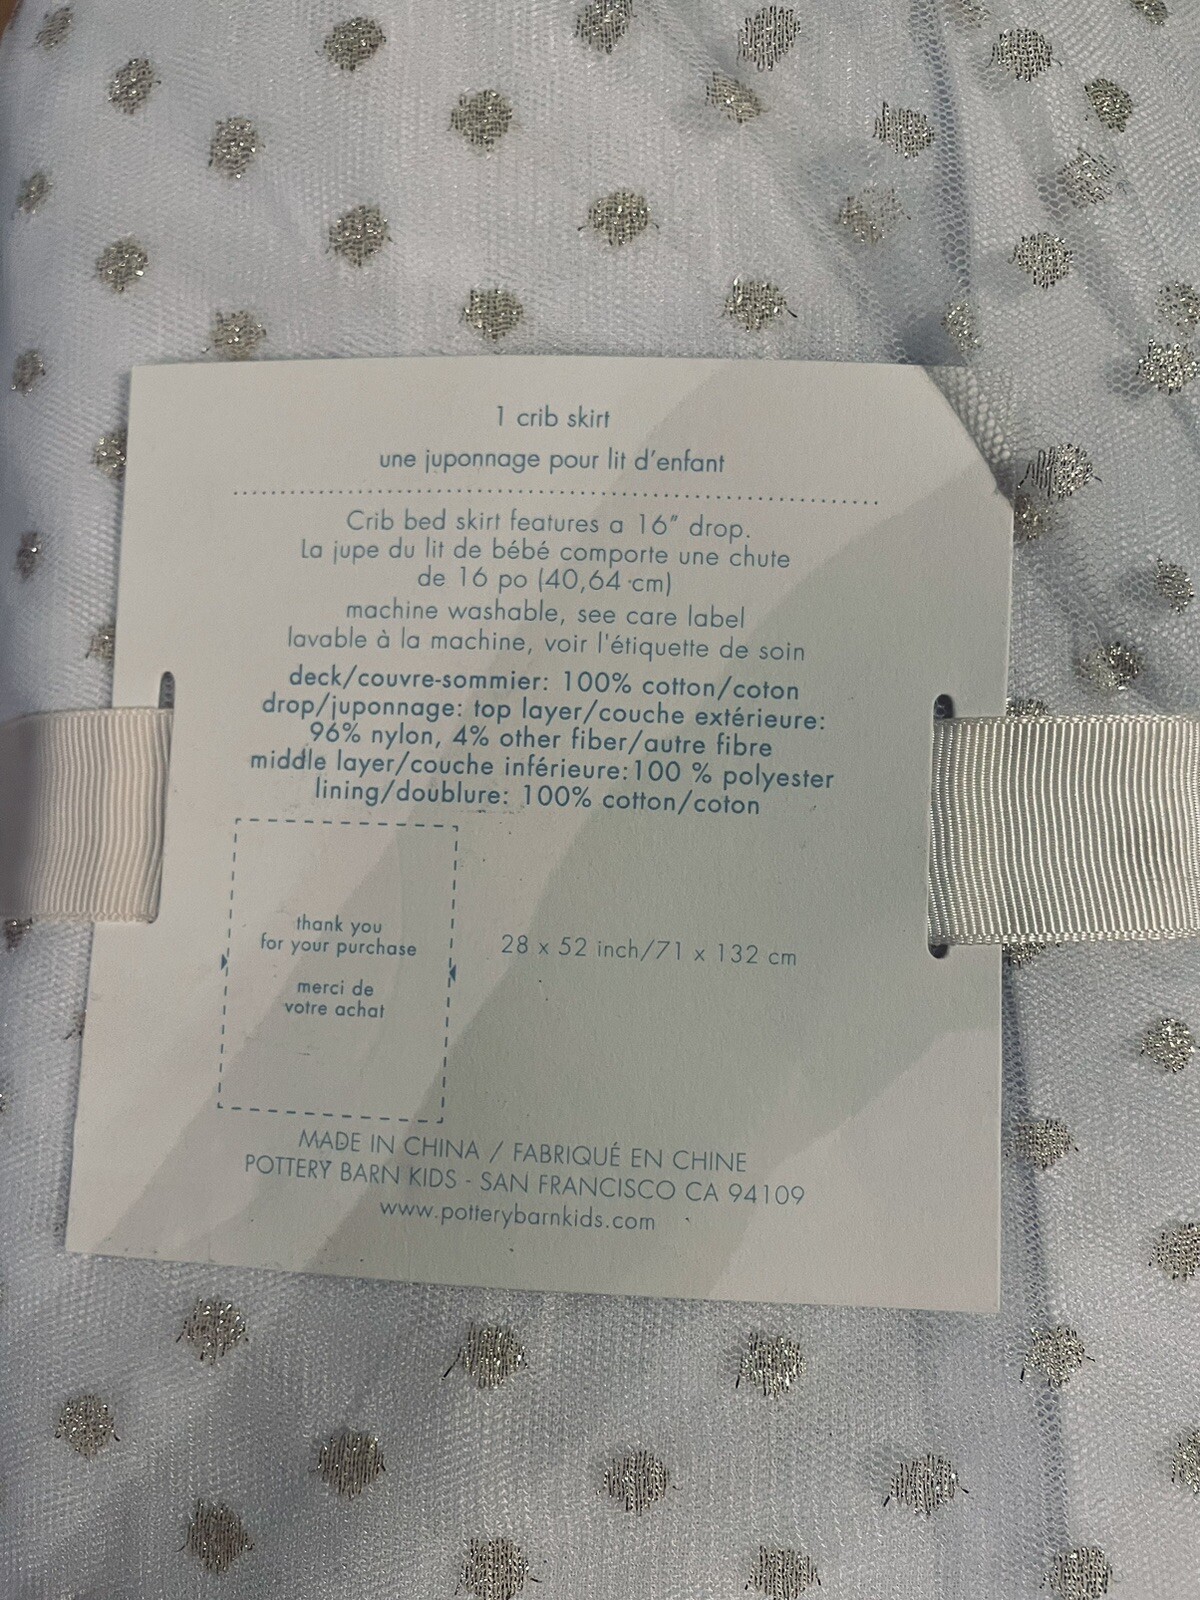 1 crib skirt
une juponnage pour lit d'enfant
Crib bed skirt features a 16" drop.
La jupe du lit de bébé comporte une chute
de 16 po (40,64 cm)
machine washable, see care label
lavable à la machine, voir l'étiquette de soin
deck/couvre-sommier: 100% cotton/coton
drop/juponnage: top layer/couche extérieure:
96% nylon, 4% other fiber/autre fibre
middle layer/couche inférieure:100 % polyester
lining/doublure: 100% cotton/coton
thank you
for your purchase
merci de
votre achat
28 x 52 inch/71 x 132 cm
MADE IN CHINA / FABRIQUÉ EN CHINE
POTTERY BARN KIDS - SAN FRANCISCO CA 94109
www.potterybarnkids.com